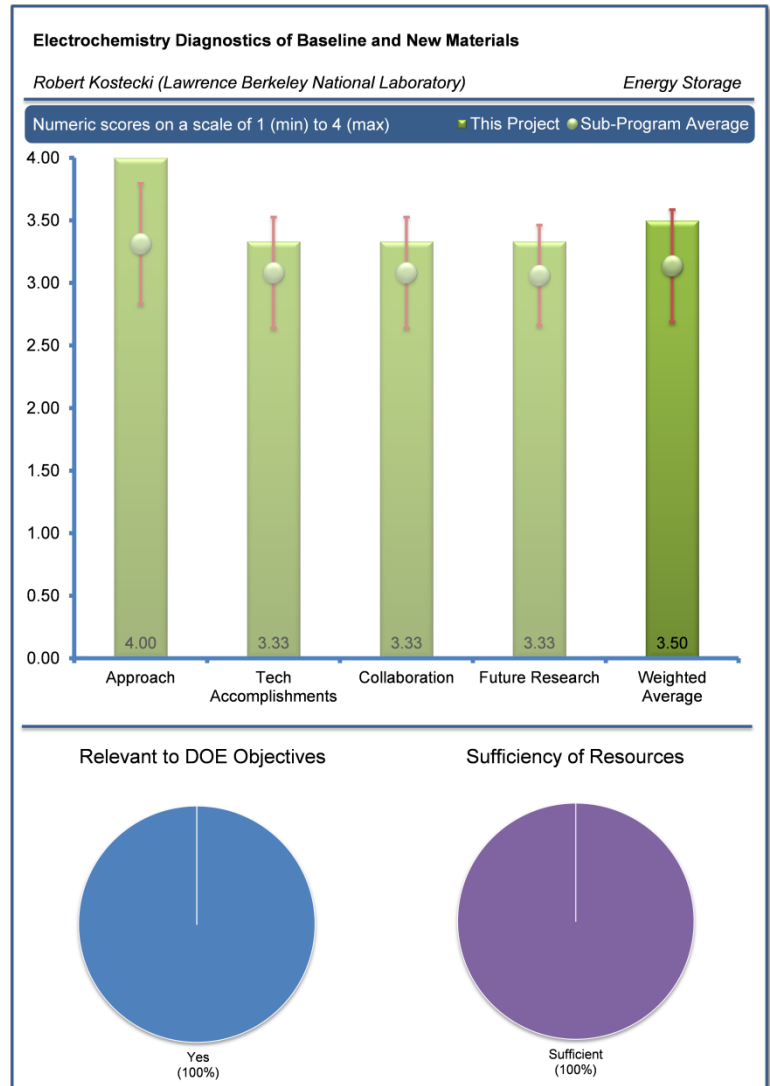 Electrochemistry Diagnostics of Baseline and New Materials
Robert Kostecki (Lawrence Berkeley National Laboratory) Energy Storage
Numeric scores on a scale of 1 (min) to 4 (max) This Project Sub-Program Average
4.00
3.50
3.00
2.50
2.00
1.50
1.00
0.50
0.00
4.00 3.33 3.33 3.33 3.50
Approach Tech Collaboration Future Research Weighted
Accomplishments Average
Relevant to DOE Objectives Sufficiency of Resources
Yes Sufficient
(100%) (100%)